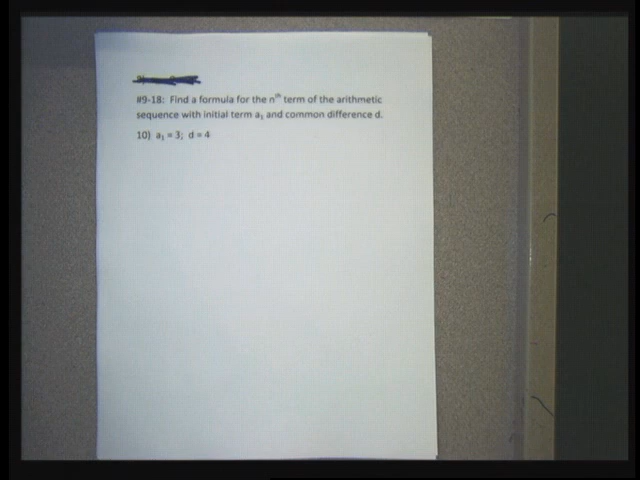 #9-18: Find a formula for the nth term of the arithmetic
sequence with initial term a₁ and common difference d.
10) a₁ = 3; d = 4